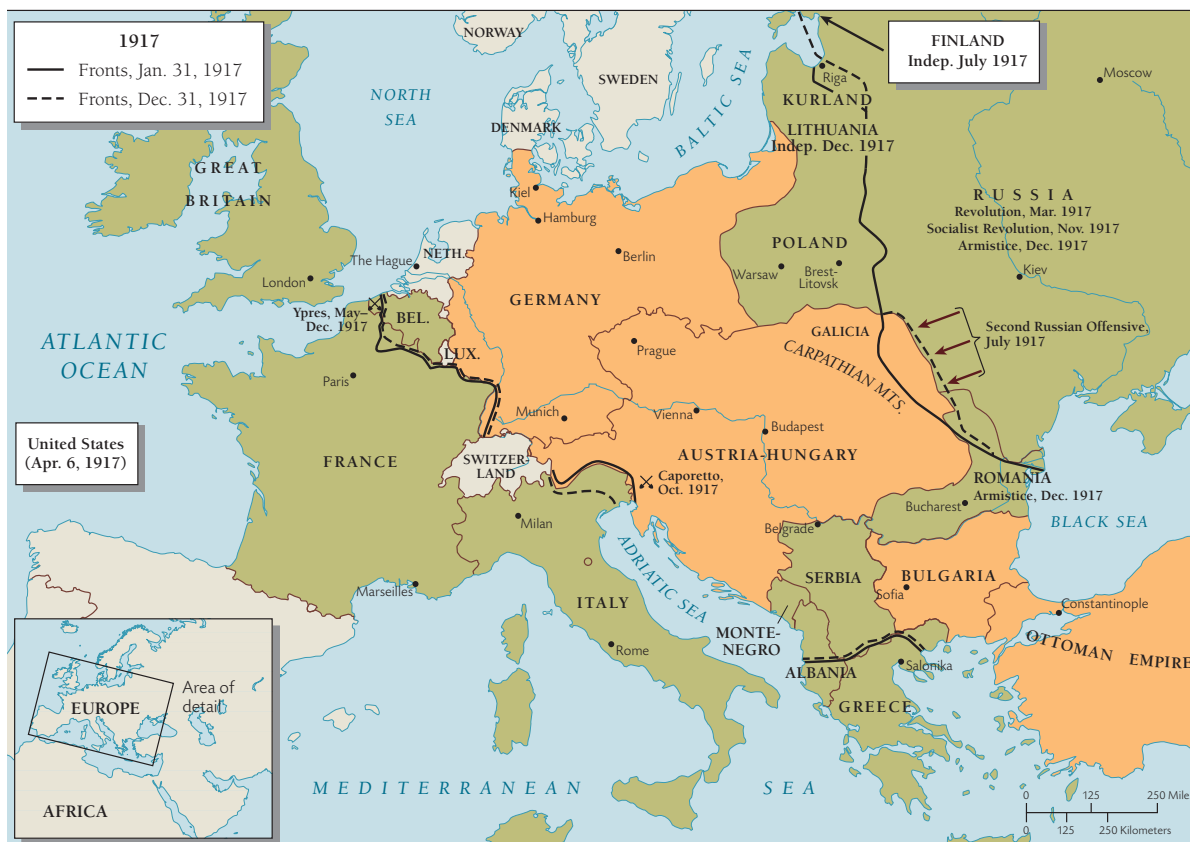 1917
Fronts, Jan. 31, 1917
Fronts, Dec. 31, 1917
NORWAY
SWEDEN
FINLAND
Indep. July 1917
NORTH
SEA
BALTIC SEA
Riga
Moscow
KURLAND
DENMARK
LITHUANIA
Indep. Dec. 1917
GREAT
BRITAIN
Kiel
Hamburg
RUSSIA
Revolution, Mar. 1917
Socialist Revolution, Nov. 1917
Armistice, Dec. 1917
NETH.
The Hague
Berlin
POLAND
Warsaw
Brest-
Litovsk
Kiev
London
GERMANY
Ypres, May–
Dec. 1917
BEL.
GALICIA
Second Russian Offensive,
July 1917
ATLANTIC
OCEAN
LUX.
Prague
CARPATHIAN MTS.
Paris
Munich
Vienna
Budapest
United States
(Apr. 6, 1917)
FRANCE
SWITZER-
LAND
AUSTRIA-HUNGARY
Caporetto,
Oct. 1917
ROMANIA
Armistice, Dec. 1917
Bucharest
Milan
Belgrade
BLACK SEA
ADRIATIC SEA
Marseilles
ITALY
SERBIA
BULGARIA
Sofia
Constantinople
MONTE-
NEGRO
Rome
OTTOMAN EMPIRE
ALBANIA
Salonika
GREECE
Area of
detail
EUROPE
AFRICA
MEDITERRANEAN SEA
0 125 250 Miles
0 125 250 Kilometers